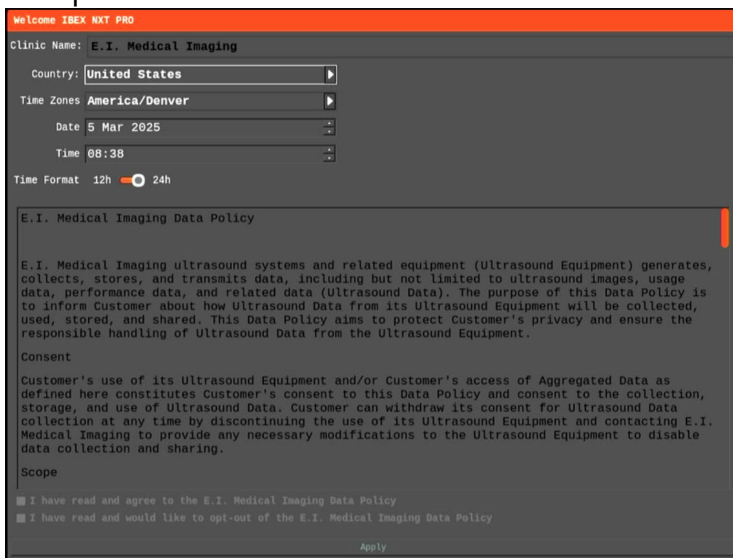 Welcome IBEX NXT PRO
Clinic Name: E.I. Medical Imaging
Country: United States
Time Zones America/Denver
Date 5 Mar 2025
Time 08:38
Time Format 12h 24h
E.I. Medical Imaging Data Policy
E.I. Medical Imaging ultrasound systems and related equipment (Ultrasound Equipment) generates,
collects, stores, and transmits data, including but not limited to ultrasound images, usage
data, performance data, and related data (Ultrasound Data). The purpose of this Data Policy is
to inform Customer about how Ultrasound Data from its Ultrasound Equipment will be collected,
used, stored, and shared. This Data Policy aims to protect Customer's privacy and ensure the
responsible handling of Ultrasound Data from the Ultrasound Equipment.
Consent
Customer's use of its Ultrasound Equipment and/or Customer's access of Aggregated Data as
defined here constitutes Customer's consent to this Data Policy and consent to the collection,
storage, and use of Ultrasound Data. Customer can withdraw its consent for Ultrasound Data
collection at any time by discontinuing the use of its Ultrasound Equipment and contacting E.I.
Medical Imaging to provide any necessary modifications to the Ultrasound Equipment to disable
data collection and sharing.
Scope
I have read and agree to the E.I. Medical Imaging Data Policy
I have read and would like to opt-out of the E.I. Medical Imaging Data Policy
Apply